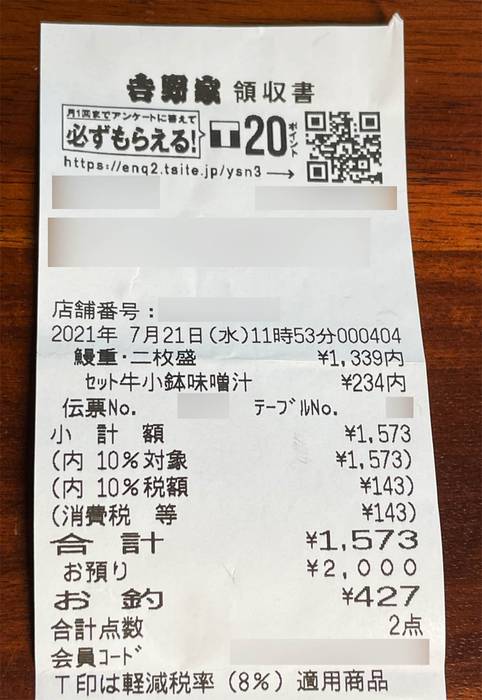 吉野家 領収書
月1回までアンケートに答えて
必ずもらえる!
T20ポイント
https://enq2.tsite.jp/ysn3→
店舗番号:
2021年 7月21日(水)11時53分000404
鰻重・二枚盛 ¥1,339内
セット牛小鉢味噌汁 ¥234内
伝票No. テーブルNo.
小計額 ¥1,573
(内 10%対象 ¥1,573)
(内 10%税額 ¥143)
(消費税 等 ¥143)
合計 ¥1,573
お預り ¥2,000
お釣 ¥427
合計点数 2点
会員コード
T印は軽減税率(8%)適用商品